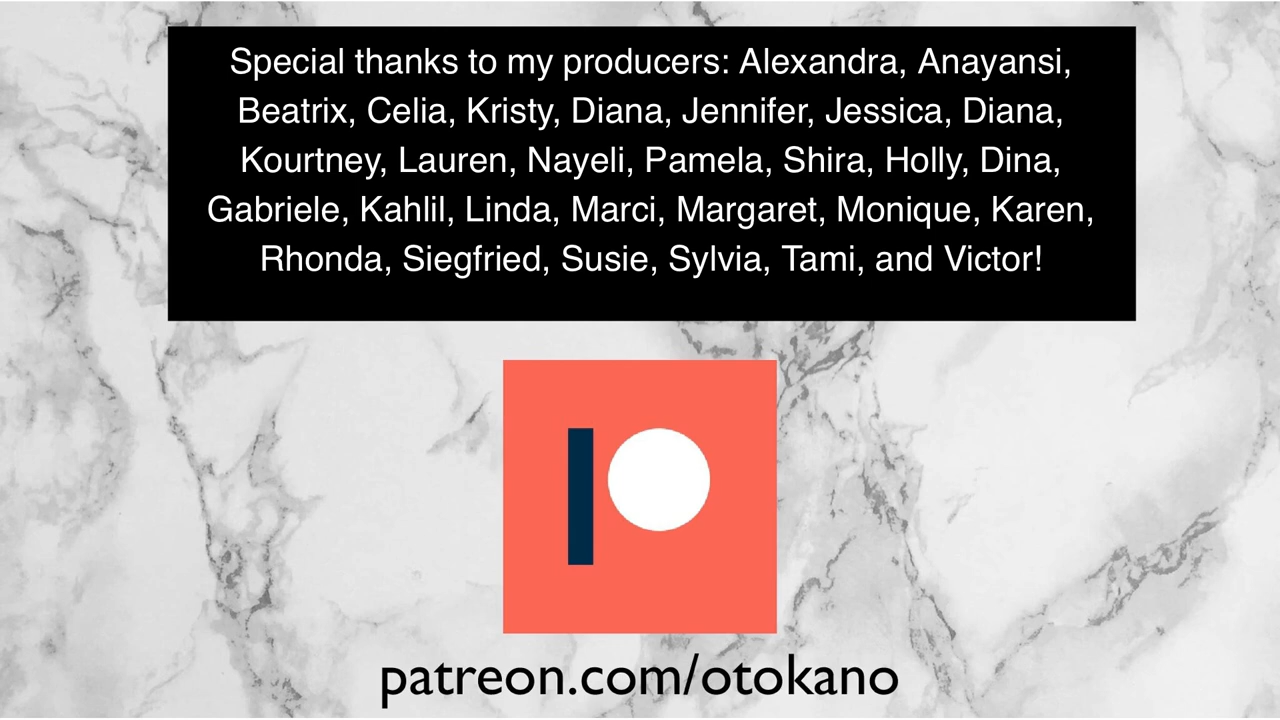 Special thanks to my producers: Alexandra, Anayansi,
Beatrix, Celia, Kristy, Diana, Jennifer, Jessica, Diana,
Kourtney, Lauren, Nayeli, Pamela, Shira, Holly, Dina,
Gabriele, Kahlil, Linda, Marci, Margaret, Monique, Karen,
Rhonda, Siegfried, Susie, Sylvia, Tami, and Victor!
patreon.com/otokano